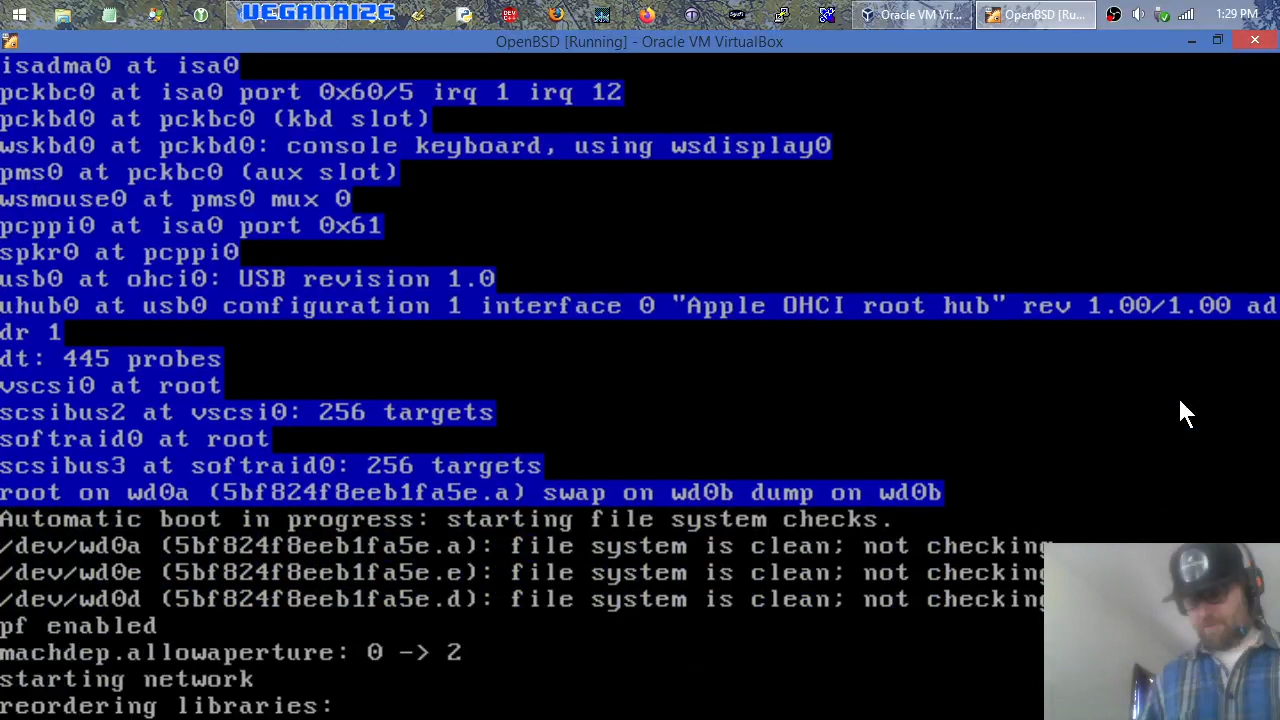 VEGANAIZE
Oracle VM Vir...
OpenBSD [Ru...
1:29 PM
OpenBSD [Running] - Oracle VM VirtualBox
isadma0 at isa0
pckbc0 at isa0 port 0x60/5 irq 1 irq 12
pckbd0 at pckbc0 (kbd slot)
wskbd0 at pckbd0: console keyboard, using wsdisplay0
pms0 at pckbc0 (aux slot)
wsmouse0 at pms0 mux 0
pcppi0 at isa0 port 0x61
spkr0 at pcppi0
usb0 at ohci0: USB revision 1.0
uhub0 at usb0 configuration 1 interface 0 "Apple OHCI root hub" rev 1.00/1.00 ad
dr 1
dt: 445 probes
vscsi0 at root
scsibus2 at vscsi0: 256 targets
softraid0 at root
scsibus3 at softraid0: 256 targets
root on wd0a (5bf824f8eeb1fa5e.a) swap on wd0b dump on wd0b
Automatic boot in progress: starting file system checks.
/dev/wd0a (5bf824f8eeb1fa5e.a): file system is clean; not checking
/dev/wd0e (5bf824f8eeb1fa5e.e): file system is clean; not checking
/dev/wd0d (5bf824f8eeb1fa5e.d): file system is clean; not checking
pf enabled
machdep.allowaperture: 0 -> 2
starting network
reordering libraries: